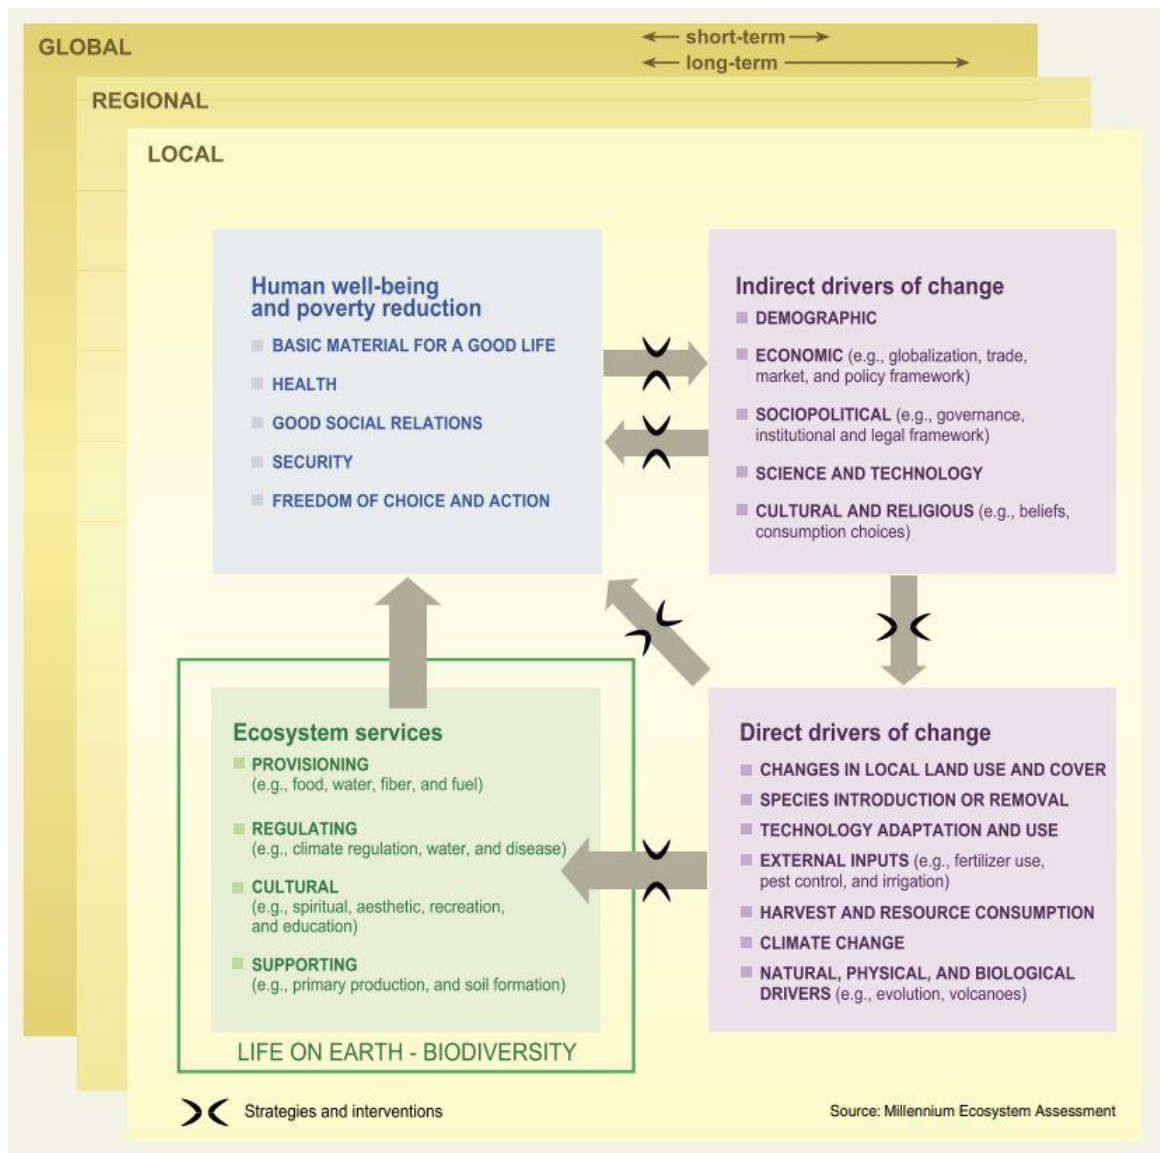 GLOBAL
short-term
long-term
REGIONAL
LOCAL
Human well-being
and poverty reduction
BASIC MATERIAL FOR A GOOD LIFE
HEALTH
GOOD SOCIAL RELATIONS
SECURITY
FREEDOM OF CHOICE AND ACTION
Indirect drivers of change
DEMOGRAPHIC
ECONOMIC (e.g., globalization, trade,
market, and policy framework)
SOCIOPOLITICAL (e.g., governance,
institutional and legal framework)
SCIENCE AND TECHNOLOGY
CULTURAL AND RELIGIOUS (e.g., beliefs,
consumption choices)
Ecosystem services
PROVISIONING
(e.g., food, water, fiber, and fuel)
REGULATING
(e.g., climate regulation, water, and disease)
CULTURAL
(e.g., spiritual, aesthetic, recreation,
and education)
SUPPORTING
(e.g., primary production, and soil formation)
LIFE ON EARTH - BIODIVERSITY
Direct drivers of change
CHANGES IN LOCAL LAND USE AND COVER
SPECIES INTRODUCTION OR REMOVAL
TECHNOLOGY ADAPTATION AND USE
EXTERNAL INPUTS (e.g., fertilizer use,
pest control, and irrigation)
HARVEST AND RESOURCE CONSUMPTION
CLIMATE CHANGE
NATURAL, PHYSICAL, AND BIOLOGICAL
DRIVERS (e.g., evolution, volcanoes)
Strategies and interventions
Source: Millennium Ecosystem Assessment